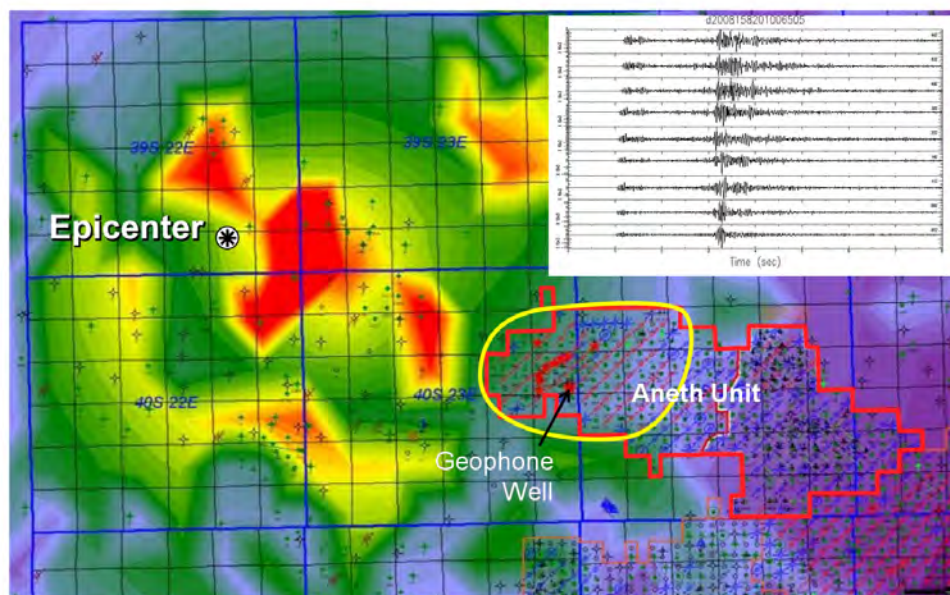 d2008158201006505
Time (sec)
39S 22E
39S 23E
Epicenter
40S 22E
40S 23E
Aneth Unit
Geophone
Well